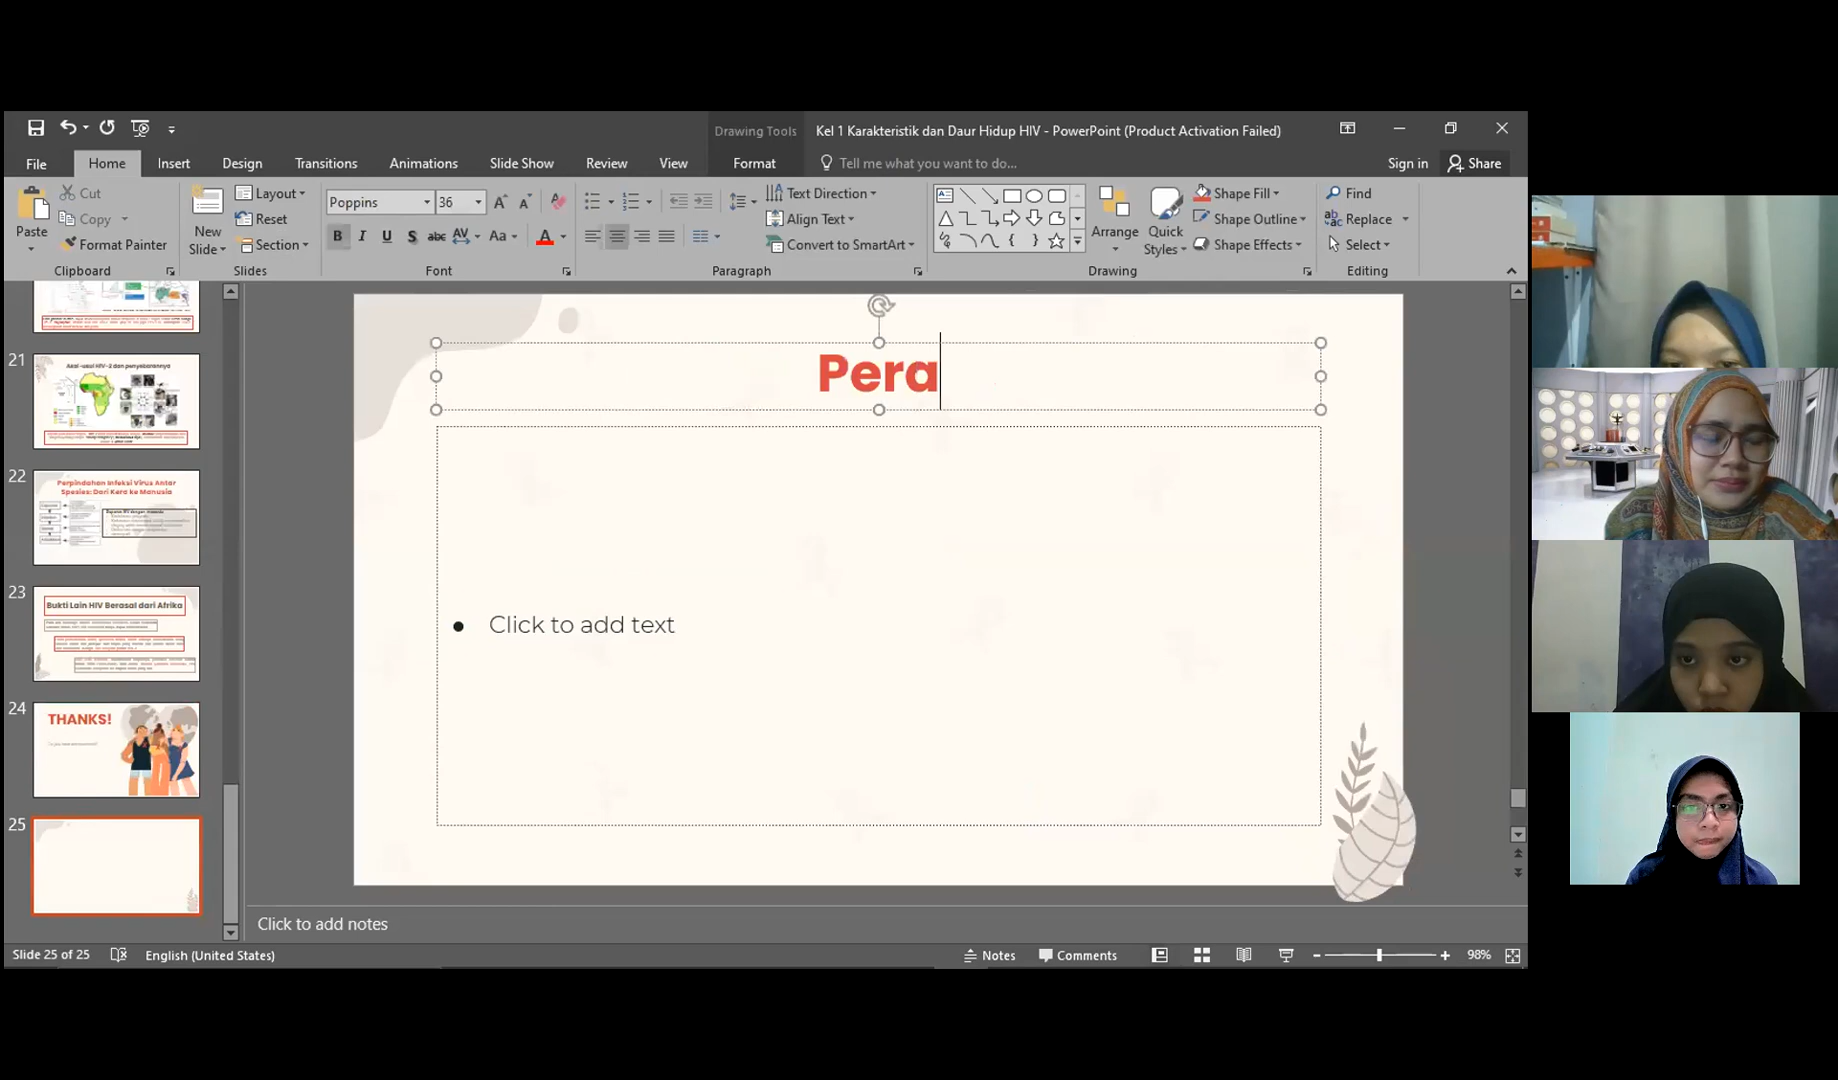 Drawing Tools
Kel 1 Karakteristik dan Daur Hidup HIV - PowerPoint (Product Activation Failed)
File
Home
Insert
Design
Transitions
Animations
Slide Show
Review
View
Format
Tell me what you want to do...
Sign in
Share
Paste
Cut
Copy
Format Painter
Clipboard
New Slide
Layout
Reset
Section
Slides
Poppins
36
B I U S abc AV Aa A
Font
Text Direction
Align Text
Convert to SmartArt
Paragraph
Arrange
Quick Styles
Shape Fill
Shape Outline
Shape Effects
Drawing
Find
Replace
Select
Editing
21
Asal-usul HIV-2 dan penyebarannya
22
Perpindahan Infeksi Virus Antar
Spesies: Dari Kera ke Manusia
23
Bukti Lain HIV Berasal dari Afrika
24
THANKS!
25
Pera
• Click to add text
Click to add notes
Slide 25 of 25
English (United States)
Notes
Comments
98%